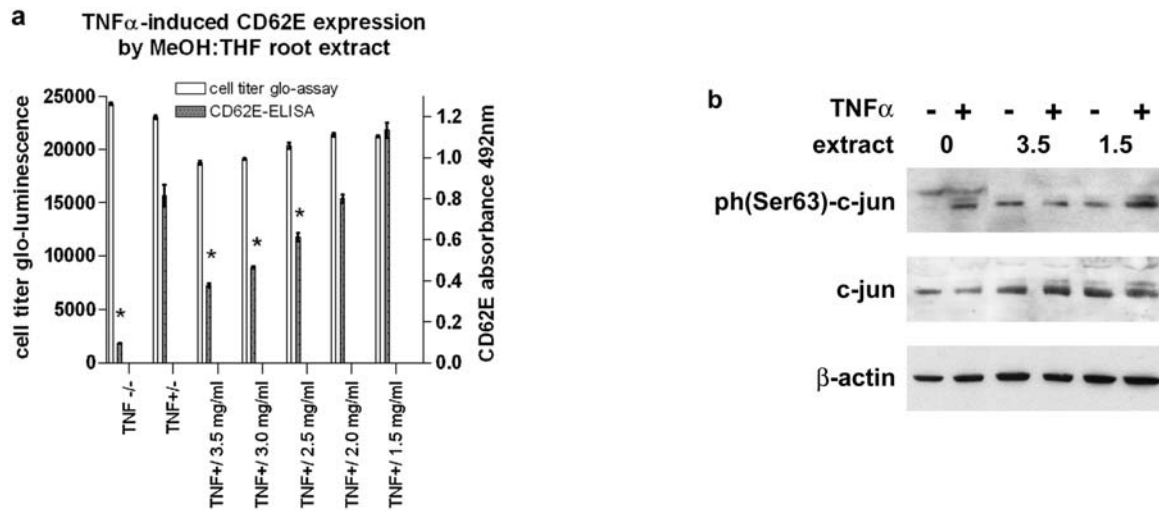 a
TNFα-induced CD62E expression
by MeOH:THF root extract
cell titer glo-assay
CD62E-ELISA
cell titer glo-luminescence
25000
20000
15000
10000
5000
0
*
*
*
*
1.2
1.0
0.8
0.6
0.4
0.2
0.0
CD62E absorbance 492nm
TNF -/-
TNF+/-
TNF+/ 3.5 mg/ml
TNF+/ 3.0 mg/ml
TNF+/ 2.5 mg/ml
TNF+/ 2.0 mg/ml
TNF+/ 1.5 mg/ml
b
TNFα - + - + - +
extract 0 3.5 1.5
ph(Ser63)-c-jun
c-jun
β-actin